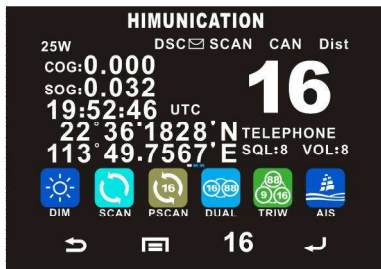 HIMUNICATION
25W DSC SCAN CAN Dist
COG:0.000
SOG:0.032
16
19:52:46 UTC
22°36'1828'N TELEPHONE
113°49.7567'E SQL:8 VOL:8
16 16 88 88 9 16
DIM SCAN PSCAN DUAL TRIW AIS
16